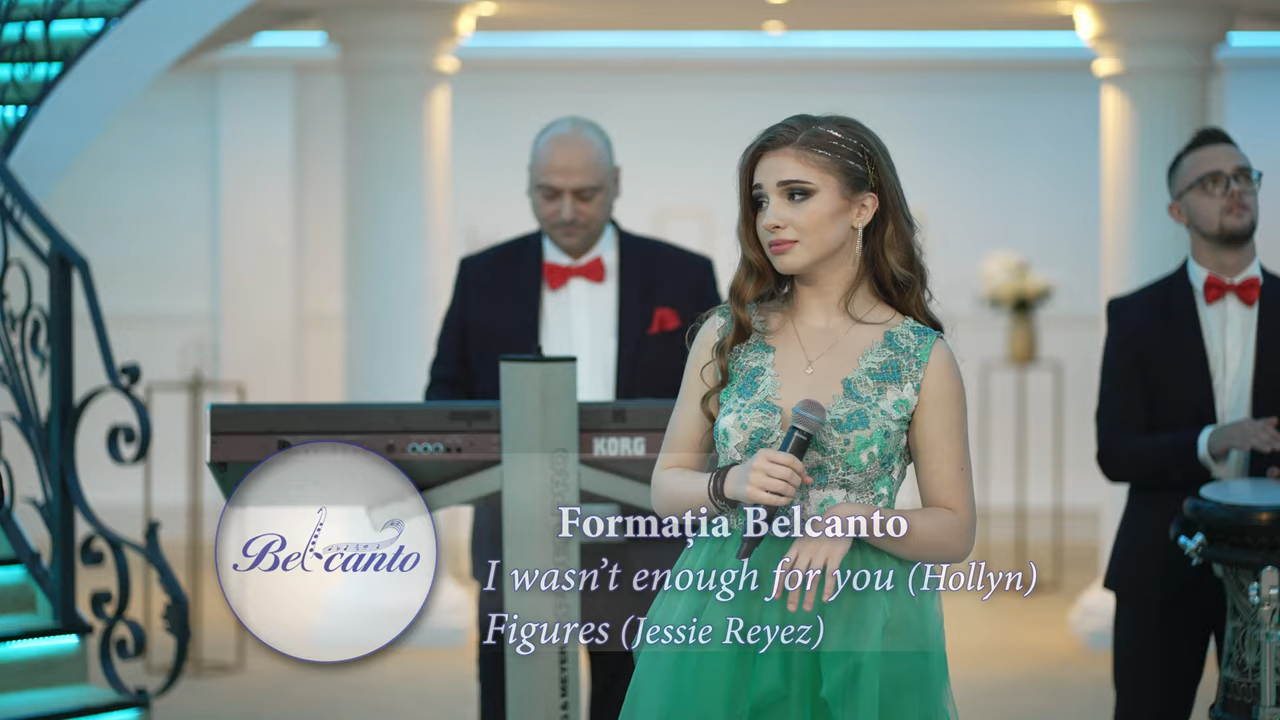 KORG
Belcanto
Formația Belcanto
I wasn't enough for you (Hollyn)
Figures (Jessie Reyez)